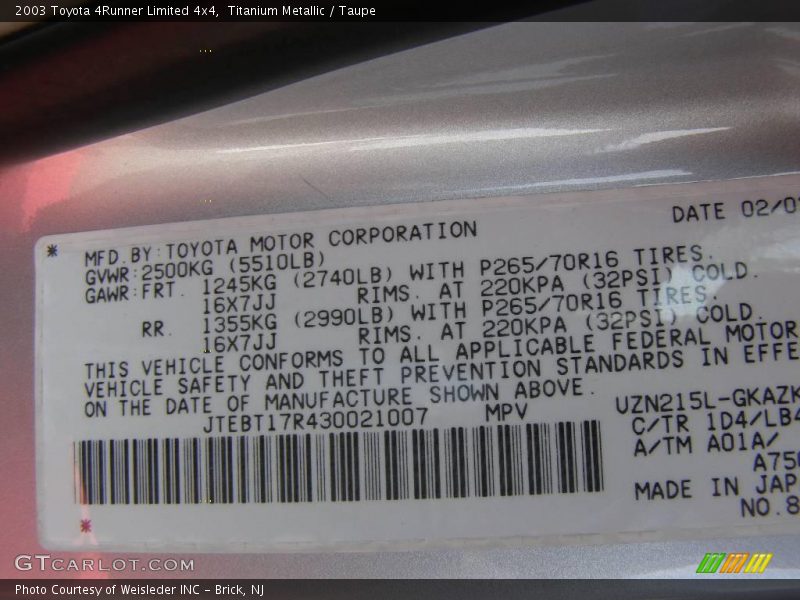 2003 Toyota 4Runner Limited 4x4,  Titanium Metallic / Taupe
DATE 02/0
* MFD.BY:TOYOTA MOTOR CORPORATION
GVWR:2500KG (5510LB)
GAWR:FRT. 1245KG (2740LB) WITH P265/70R16 TIRES.
16X7JJ RIMS. AT 220KPA (32PSI) COLD.
RR. 1355KG (2990LB) WITH P265/70R16 TIRES.
16X7JJ RIMS. AT 220KPA (32PSI) COLD.
THIS VEHICLE CONFORMS TO ALL APPLICABLE FEDERAL MOTOR
VEHICLE SAFETY AND THEFT PREVENTION STANDARDS IN EFFE
ON THE DATE OF MANUFACTURE SHOWN ABOVE.
JTEBT17R430021007 MPV
UZN215L-GKAZK
C/TR 1D4/LB4
A/TM A01A/
A75
MADE IN JAP
NO.8
*
GTCARLOT.COM
Photo Courtesy of Weisleder INC - Brick, NJ